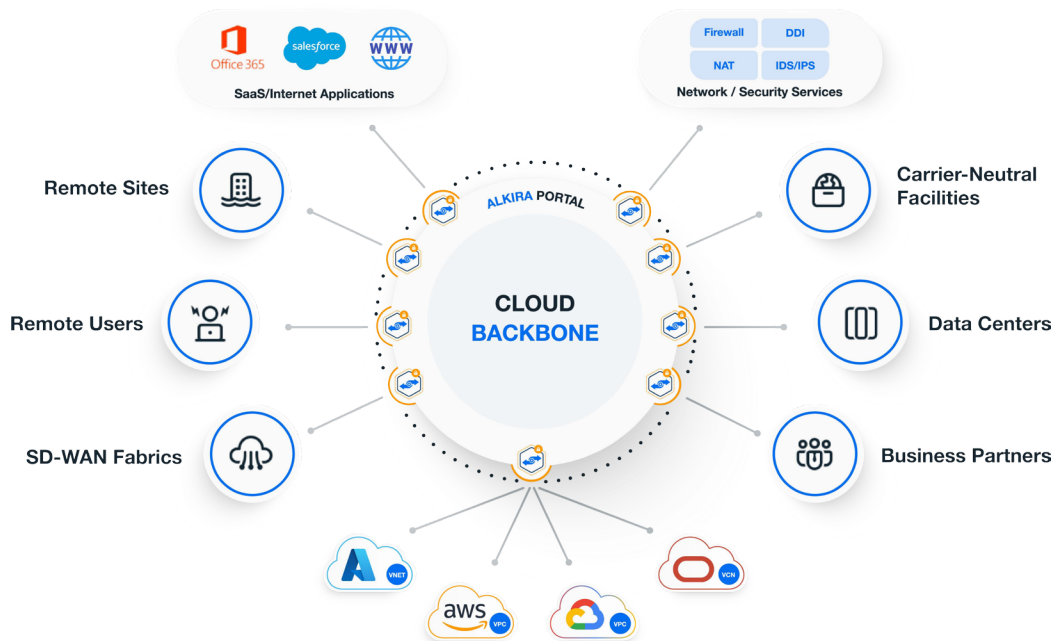 Office 365
salesforce
WWW
SaaS/Internet Applications
Firewall
DDI
NAT
IDS/IPS
Network / Security Services
Remote Sites
Carrier-Neutral
Facilities
ALKIRA PORTAL
CLOUD
BACKBONE
Remote Users
Data Centers
SD-WAN Fabrics
Business Partners
VNET
aws
VPC
VPC
VCN